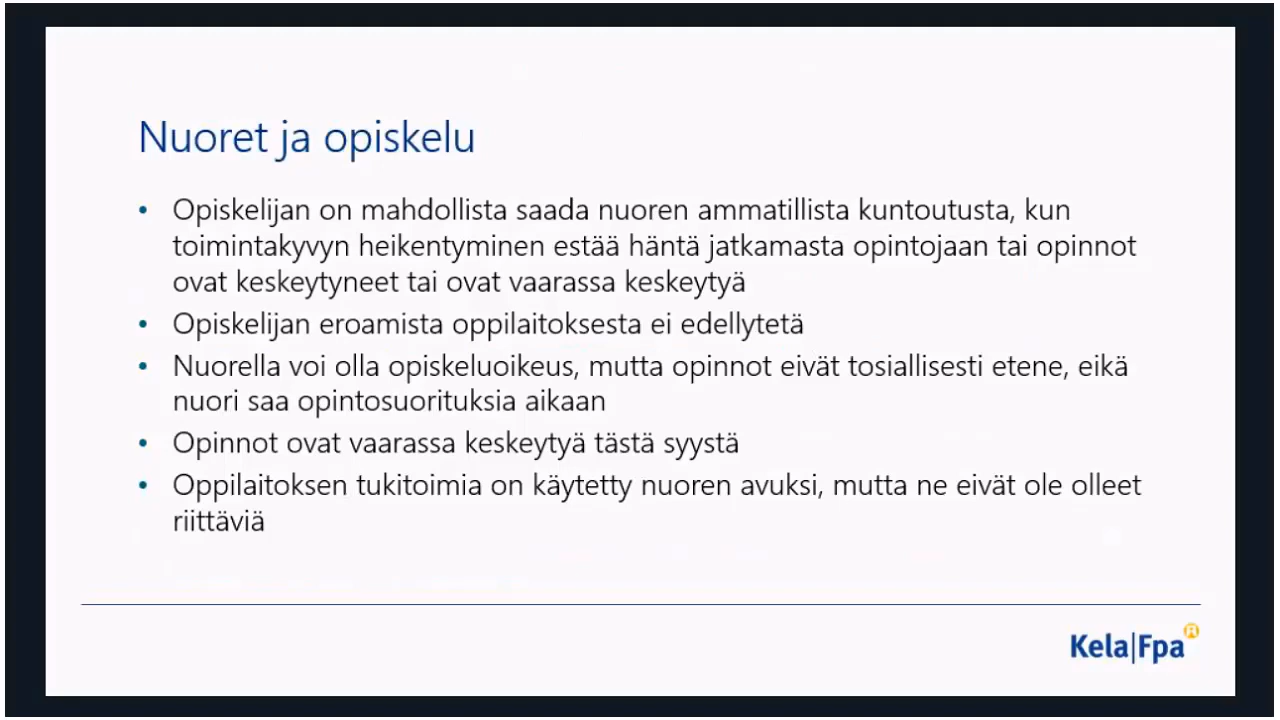 Nuoret ja opiskelu
• Opiskelijan on mahdollista saada nuoren ammatillista kuntoutusta, kun
toimintakyvyn heikentyminen estää häntä jatkamasta opintojaan tai opinnot
ovat keskeytyneet tai ovat vaarassa keskeytyä
• Opiskelijan eroamista oppilaitoksesta ei edellytetä
• Nuorella voi olla opiskeluoikeus, mutta opinnot eivät tosiallisesti etene, eikä
nuori saa opintosuorituksia aikaan
• Opinnot ovat vaarassa keskeytyä tästä syystä
• Oppilaitoksen tukitoimia on käytetty nuoren avuksi, mutta ne eivät ole olleet
riittäviä
Kela|Fpa